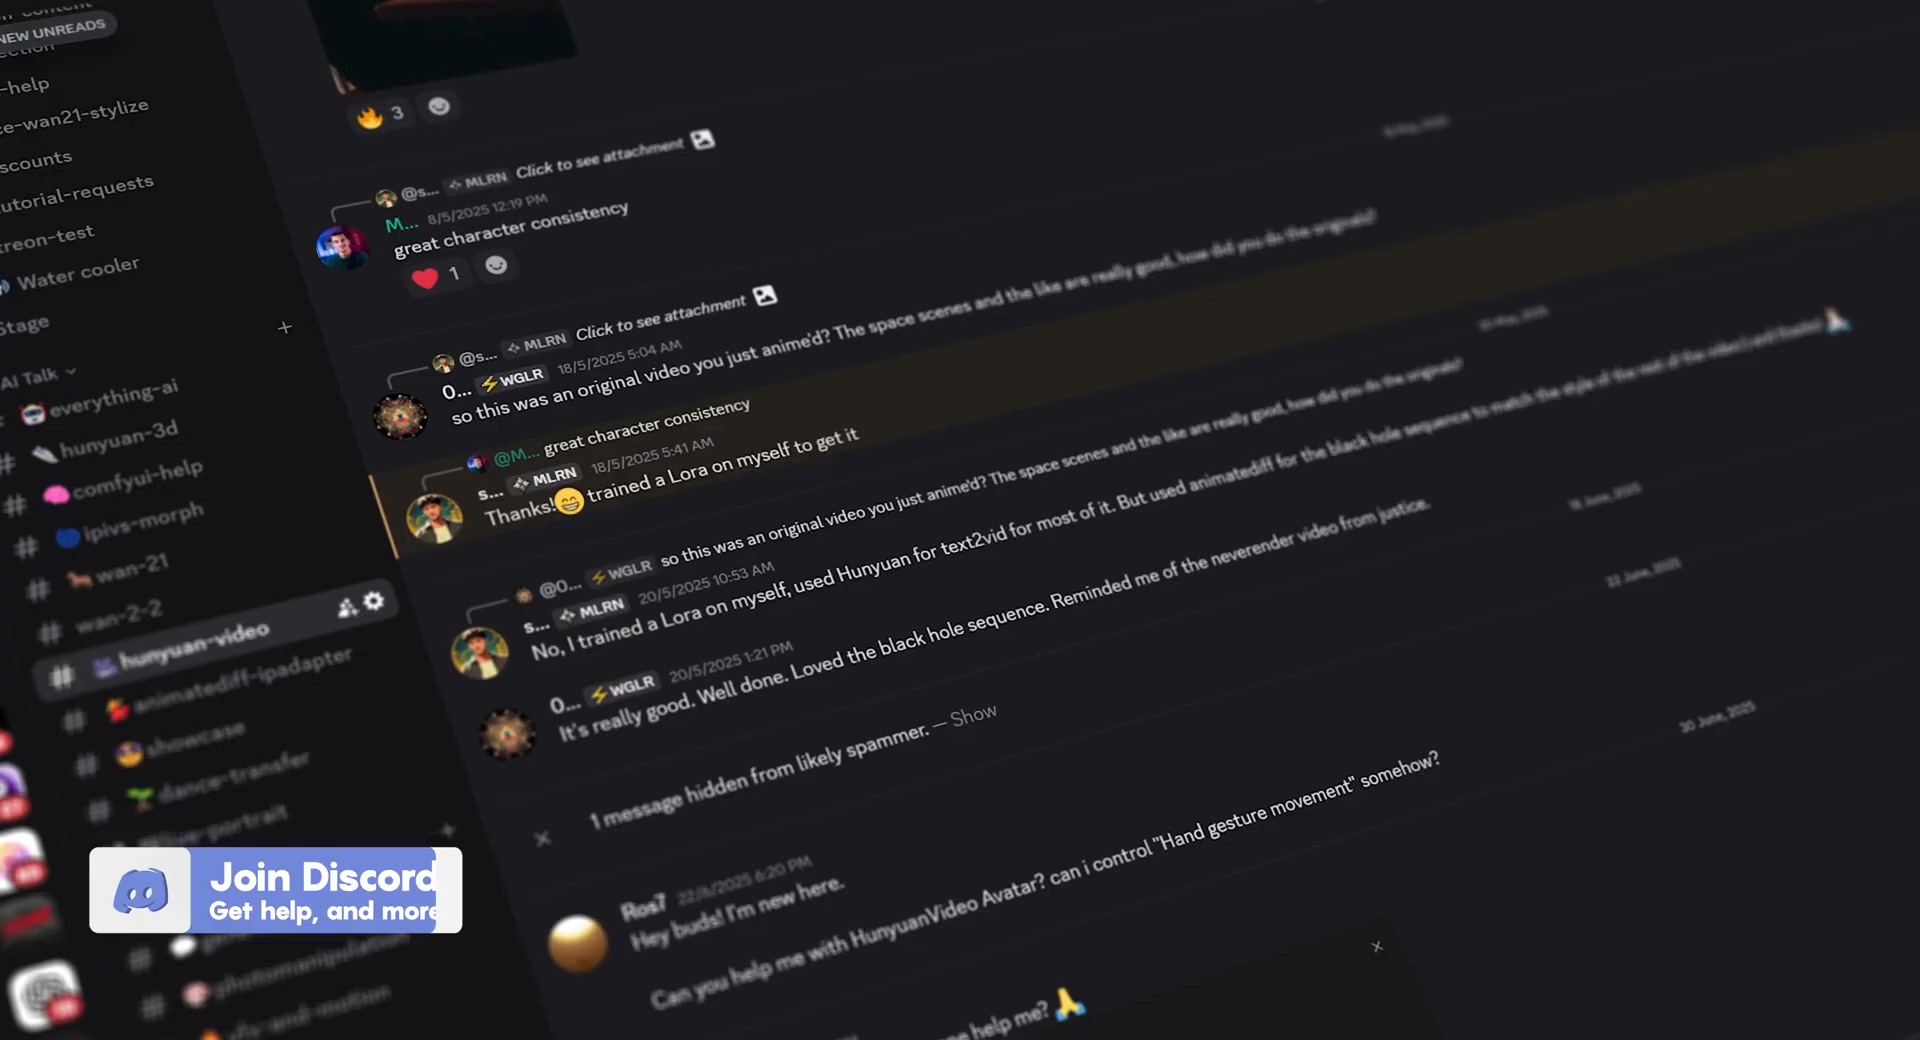 NEW UNREADS
-help
ce-wan21-stylize
scounts
utorial-requests
treon-test
Water cooler
Stage
AI Talk
everything-ai
# hunyuan-3d
# comfyui-help
# ipivs-morph
# wan-21
# wan-2-2
# hunyuan-video
# animatediff-ipadapter
# showcase
# dance-transfer
live-portrait
# photomanipulation
3
@s... MLRN Click to see attachment
M... 8/5/2025 12:19 PM
great character consistency
1
@s... MLRN Click to see attachment
O... WGLR 18/5/2025 5:04 AM
so this was an original video you just anime'd? The space scenes and the like are really good, how did you do the originals?
@M... great character consistency
s... MLRN 18/5/2025 5:41 AM
Thanks!😁 trained a Lora on myself to get it
@O... WGLR so this was an original video you just anime'd? The space scenes and the like are really good, how did you do the originals?
s... MLRN 20/5/2025 10:53 AM
No, I trained a Lora on myself, used Hunyuan for text2vid for most of it. But used animatediff for the black hole sequence to match the style of the rest of the video
O... WGLR 20/5/2025 1:21 PM
It's really good. Well done. Loved the black hole sequence. Reminded me of the neverender video from justice.
1 message hidden from likely spammer. — Show
22 June, 2025
Ros7 22/6/2025 6:20 PM
Hey buds! I'm new here.
Can you help me with HunyuanVideo Avatar? can i control "Hand gesture movement" somehow?
30 June, 2025
help me? 🙏
Join Discord
Get help, and more